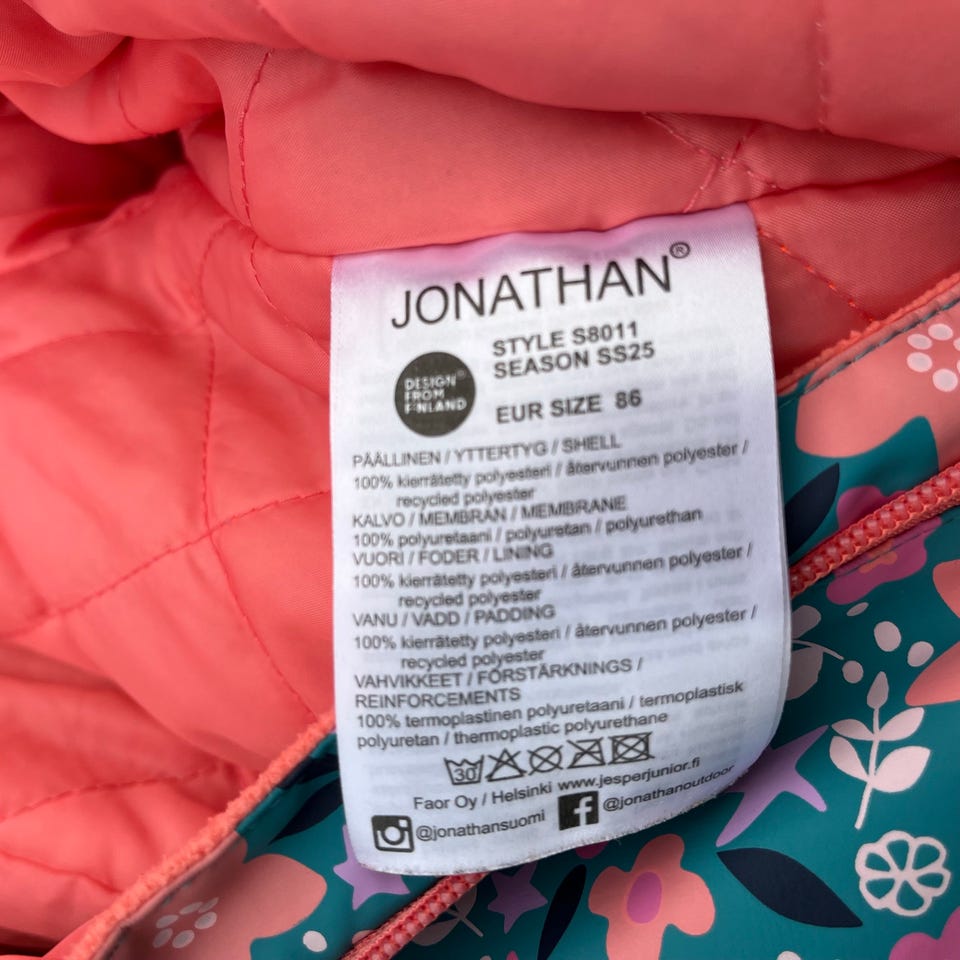 JONATHAN®
DESIGN®
FROM
FINLAND
STYLE S8011
SEASON SS25
EUR SIZE 86
PÄÄLLINEN / YTTERTYG / SHELL
100% kierrätetty polyesteri / återvunnen polyester /
recycled polyester
KALVO / MEMBRAN / MEMBRANE
100% polyuretaani / polyuretan / polyurethan
VUORI / FODER / LINING
100% kierrätetty polyesteri / återvunnen polyester /
recycled polyester
VANU / VADD / PADDING
100% kierrätetty polyesteri / återvunnen polyester /
recycled polyester
VAHVIKKEET / FÖRSTÄRKNINGS /
REINFORCEMENTS
100% termoplastinen polyuretaani / termoplastisk
polyuretan / thermoplastic polyurethane
30
Faor Oy / Helsinki www.jesperjunior.fi
@jonathansuomi f @jonathanoutdoor